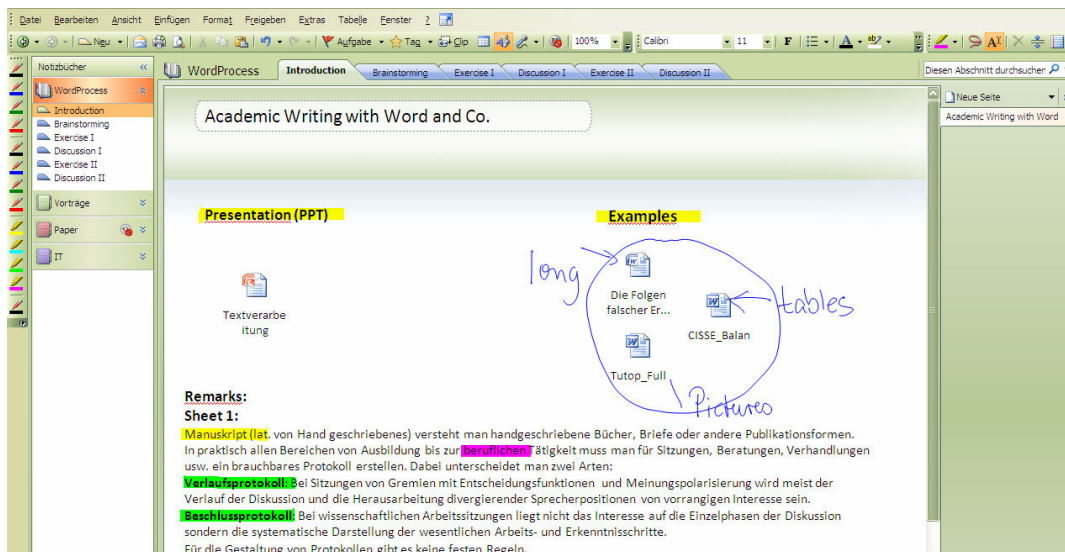 Datei Bearbeiten Ansicht Einfügen Format Freigeben Extras Tabelle Fenster ?
Neu Aufgabe Tag Clip 100% Calibri 11 F A
Notizbücher
WordProcess
Introduction
Brainstorming
Exercise I
Discussion I
Exercise II
Discussion II
Vorträge
Paper
IT
WordProcess Introduction Brainstorming Exercise I Discussion I Exercise II Discussion II
Diesen Abschnitt durchsucher
Neue Seite
Academic Writing with Word
Academic Writing with Word and Co.
Presentation (PPT)
Textverarbe
itung
Examples
long
Die Folgen
falscher Er...
tables
CISSE_Balan
Tutop_Full
Pictures
Remarks:
Sheet 1:
Manuskript (lat. von Hand geschriebenes) versteht man handgeschriebene Bücher, Briefe oder andere Publikationsformen.
In praktisch allen Bereichen von Ausbildung bis zur beruflichen Tätigkeit muss man für Sitzungen, Beratungen, Verhandlungen
usw. ein brauchbares Protokoll erstellen. Dabei unterscheidet man zwei Arten:
Verlaufsprotokoll: Bei Sitzungen von Gremien mit Entscheidungsfunktionen und Meinungspolarisierung wird meist der
Verlauf der Diskussion und die Herausarbeitung divergierender Sprecherpositionen von vorrangigen Interesse sein.
Beschlussprotokoll: Bei wissenschaftlichen Arbeitssitzungen liegt nicht das Interesse auf die Einzelphasen der Diskussion
sondern die systematische Darstellung der wesentlichen Arbeits- und Erkenntnisschritte.
Für die Gestaltung von Protokollen gibt es keine festen Regeln.